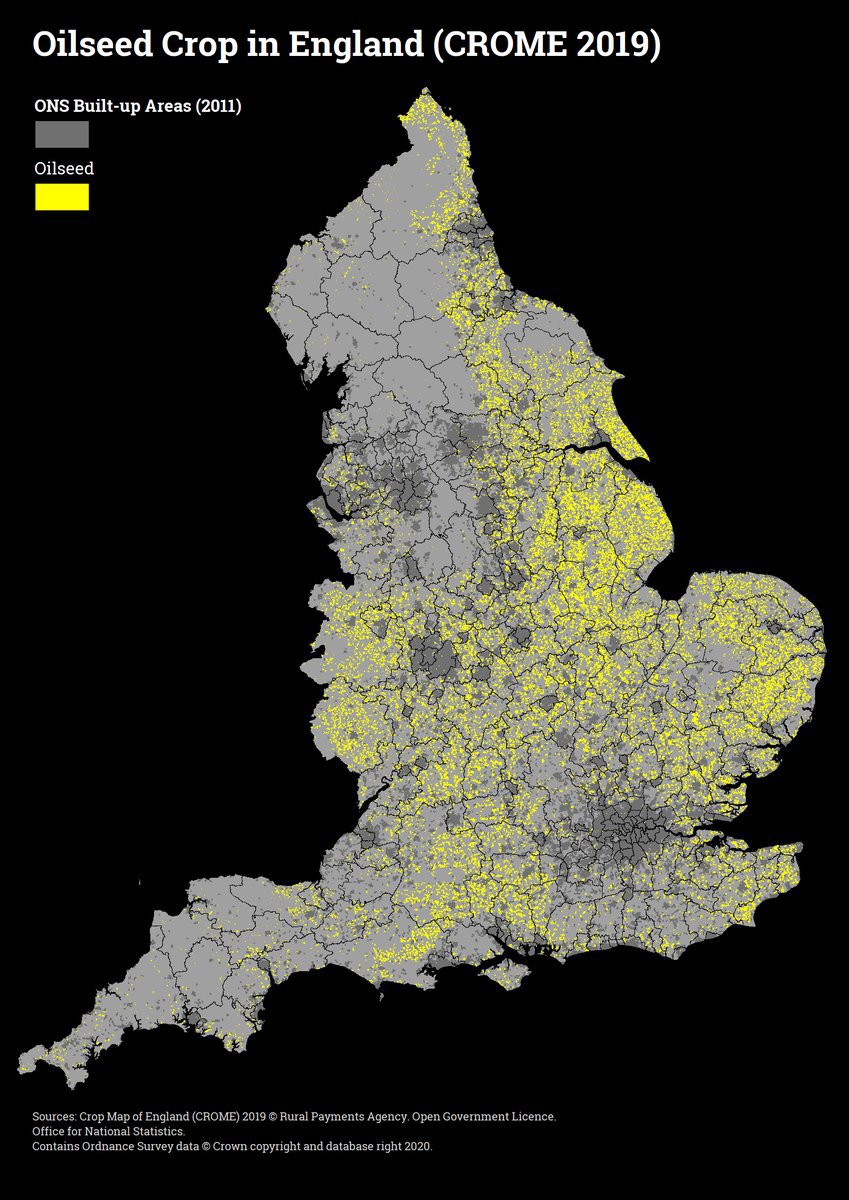 Oilseed Crop in England (CROME 2019)
ONS Built-up Areas (2011)
Oilseed
Sources: Crop Map of England (CROME) 2019 © Rural Payments Agency. Open Government Licence.
Office for National Statistics.
Contains Ordnance Survey data © Crown copyright and database right 2020.